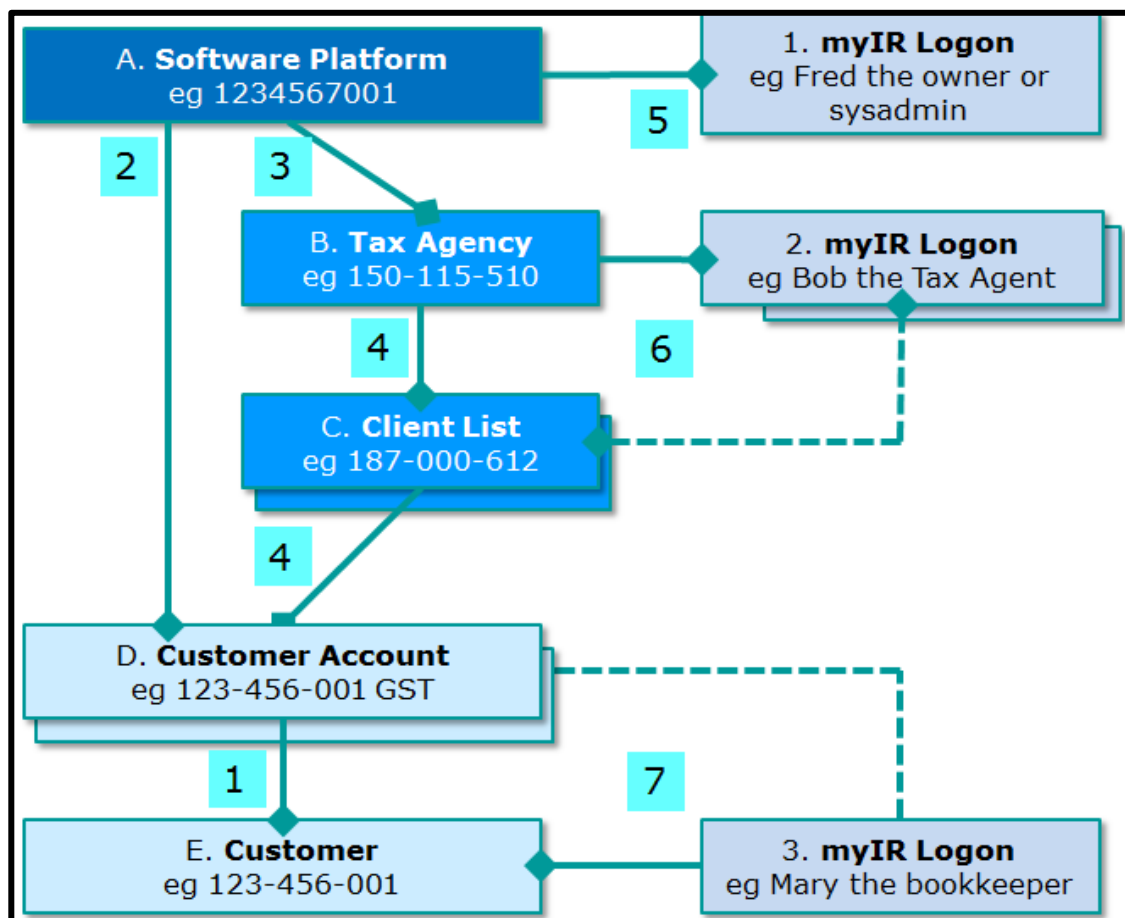 A. Software Platform
eg 1234567001
1. myIR Logon
eg Fred the owner or
sysadmin
5
2
3
B. Tax Agency
eg 150-115-510
2. myIR Logon
eg Bob the Tax Agent
4
6
C. Client List
eg 187-000-612
4
D. Customer Account
eg 123-456-001 GST
1
7
E. Customer
eg 123-456-001
3. myIR Logon
eg Mary the bookkeeper